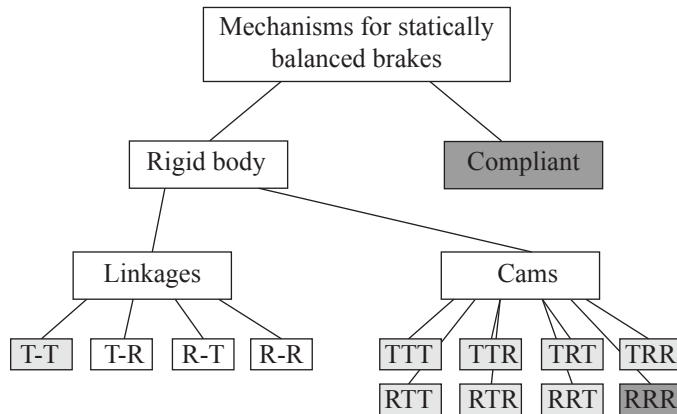 Mechanisms for statically
balanced brakes
Rigid body
Compliant
Linkages
Cams
T-T
T-R
R-T
R-R
TTT
TTR
TRT
TRR
RTT
RTR
RRT
RRR